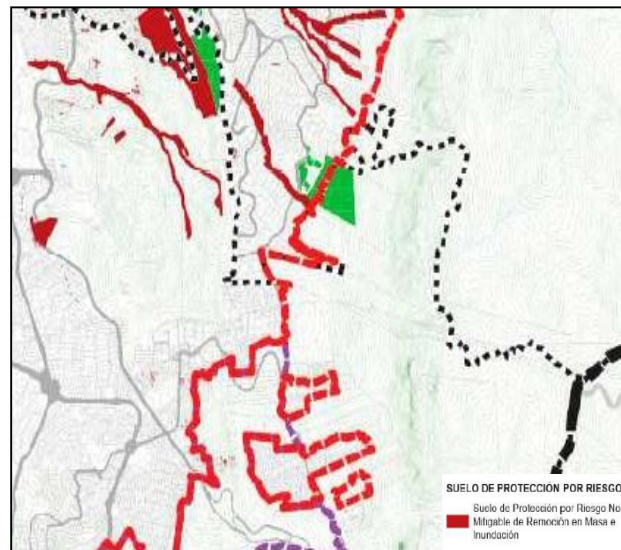 SUELO DE PROTECCIÓN POR RIESGO
Suelo de Protección por Riesgo No
Mitigable de Remoción en Masa e
Inundación